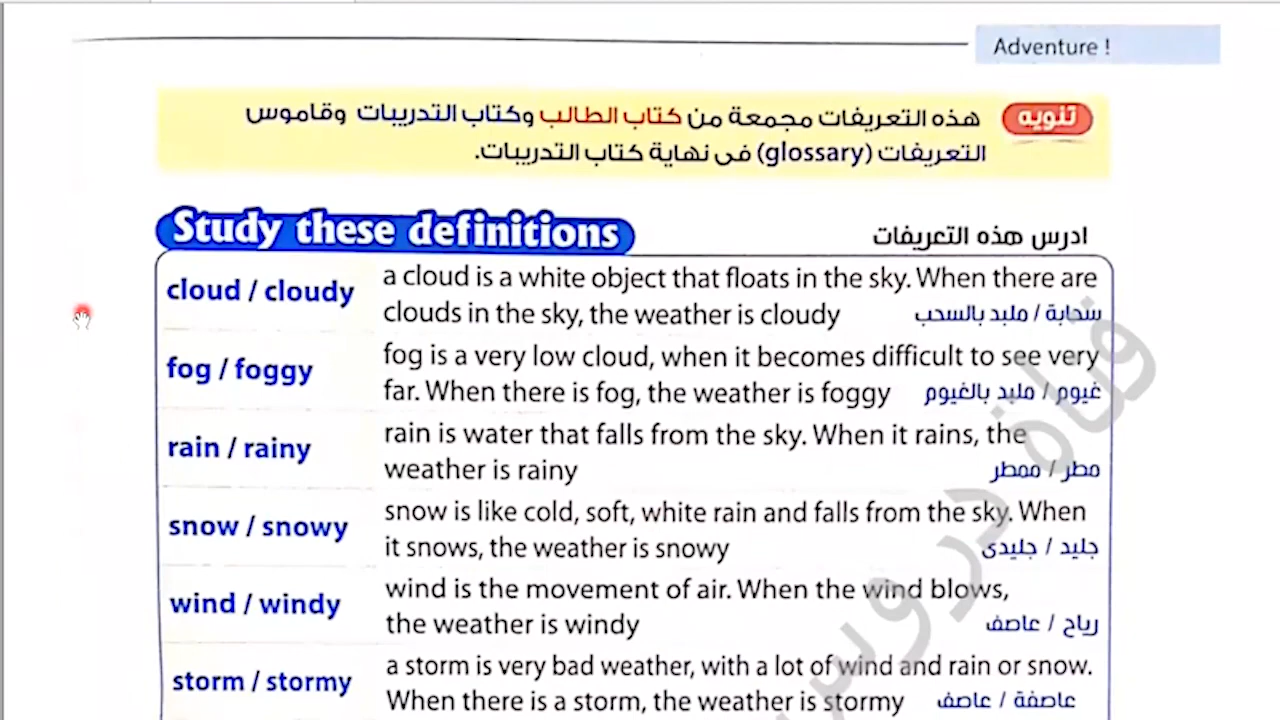 Adventure !
تنويه هذه التعريفات مجمعة من كتاب الطالب وكتاب التدريبات وقاموس
التعريفات (glossary) فى نهاية كتاب التدريبات.
Study these definitions ادرس هذه التعريفات
cloud / cloudy a cloud is a white object that floats in the sky. When there are
clouds in the sky, the weather is cloudy سحابة / ملبد بالسحب
fog / foggy fog is a very low cloud, when it becomes difficult to see very
far. When there is fog, the weather is foggy غيوم / مليد بالغيوم
rain / rainy rain is water that falls from the sky. When it rains, the
weather is rainy مطر / ممطر
snow / snowy snow is like cold, soft, white rain and falls from the sky. When
it snows, the weather is snowy جليد / جليدى
wind / windy wind is the movement of air. When the wind blows,
the weather is windy رياح / عاصف
storm / stormy a storm is very bad weather, with a lot of wind and rain or snow.
When there is a storm, the weather is stormy عاصفة / عاصف
قناة دروس